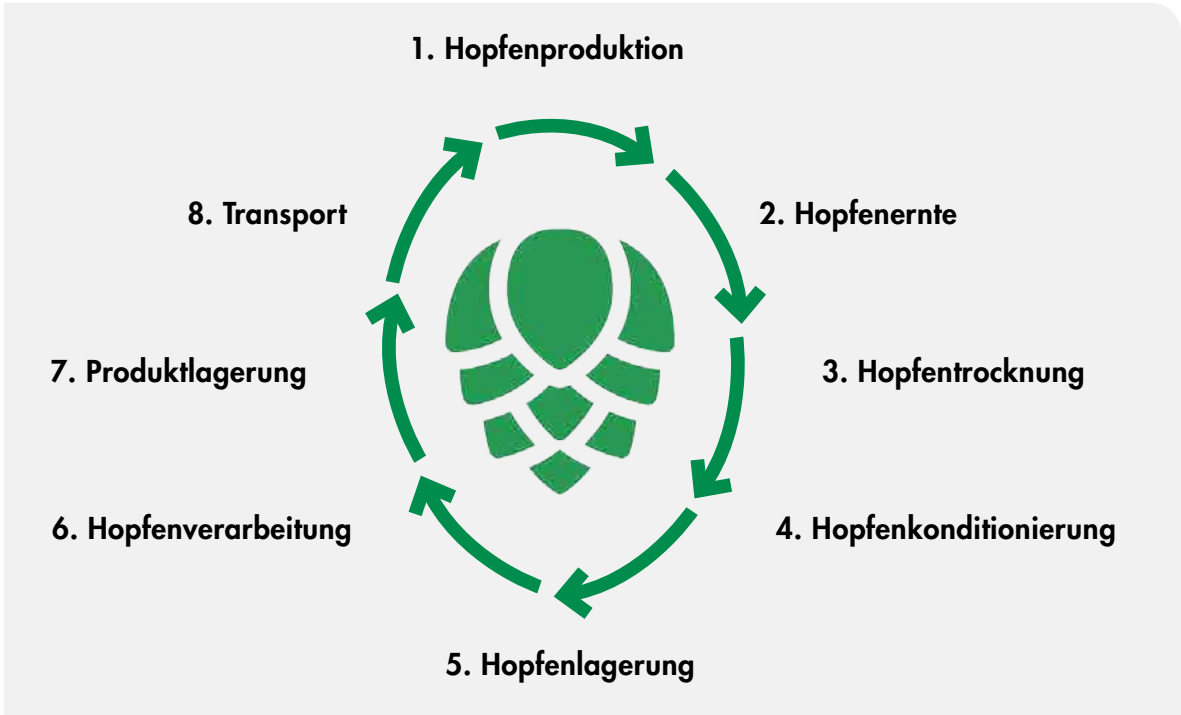 1. Hopfenproduktion
2. Hopfenernte
3. Hopfentrocknung
4. Hopfenkonditionierung
5. Hopfenlagerung
6. Hopfenverarbeitung
7. Produktlagerung
8. Transport